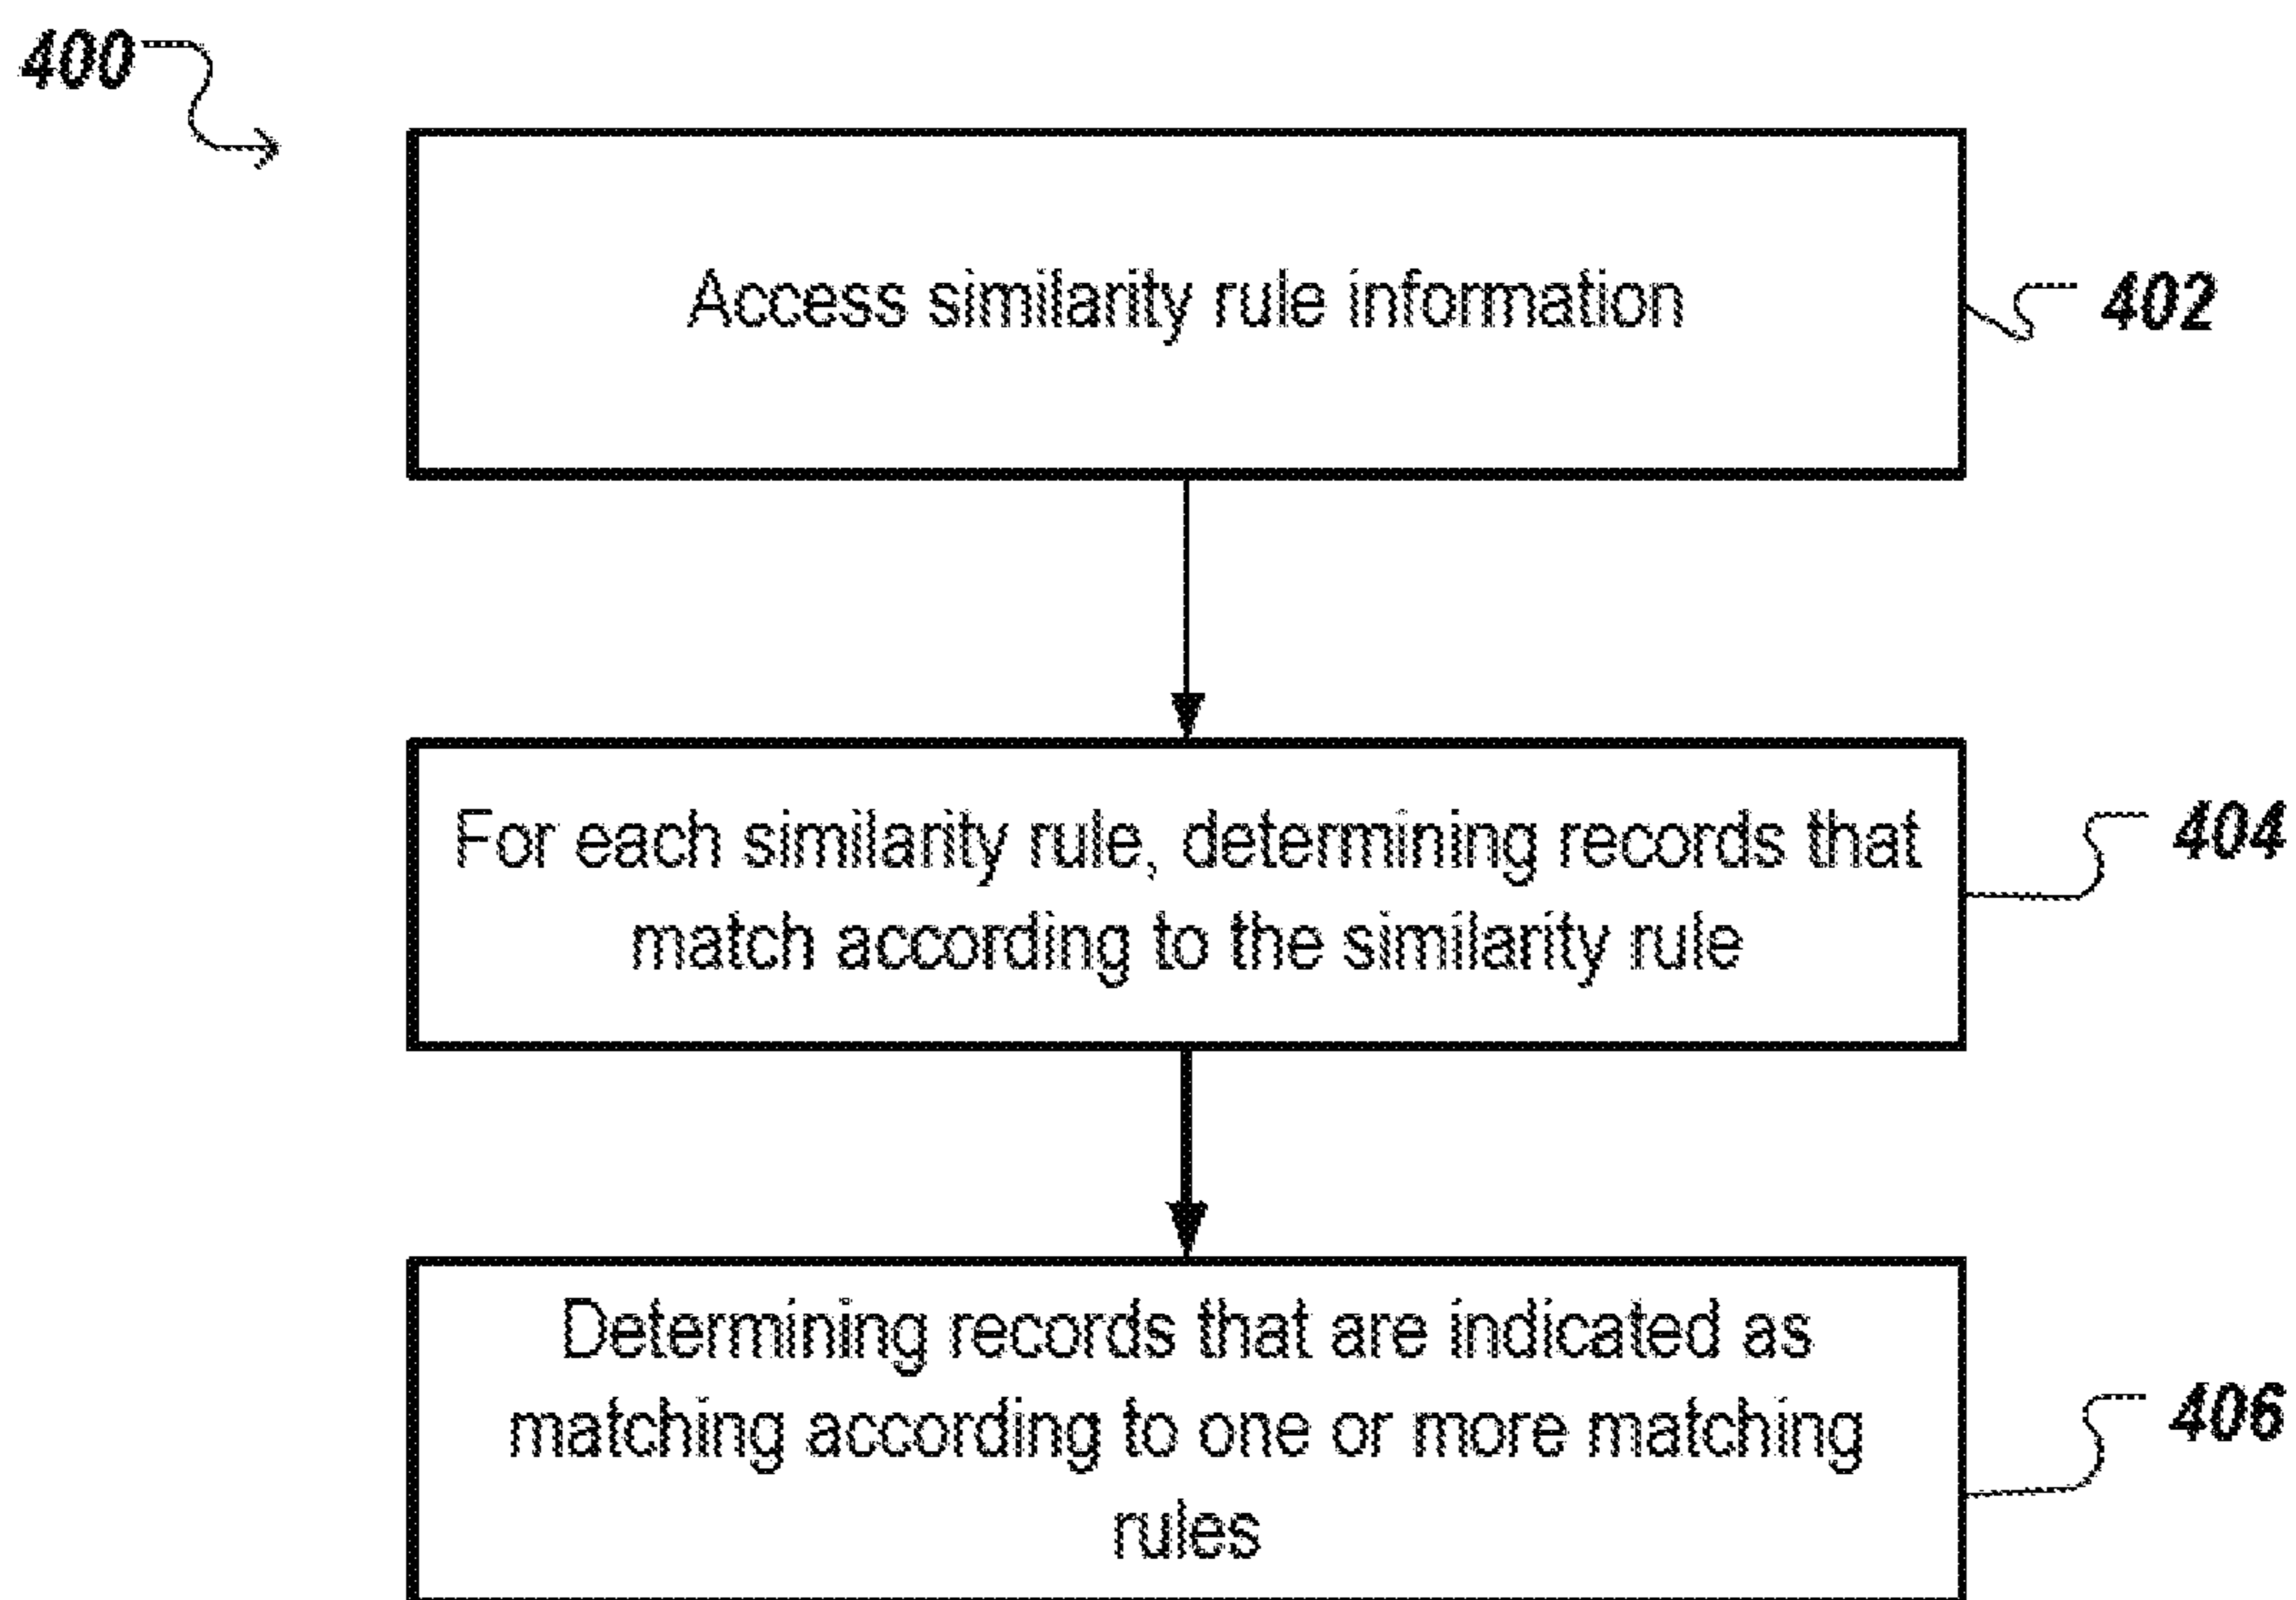 400
Access similarity rule information
402
For each similarity rule, determining records that
match according to the similarity rule
404
Determining records that are indicated as
matching according to one or more matching
rules
406